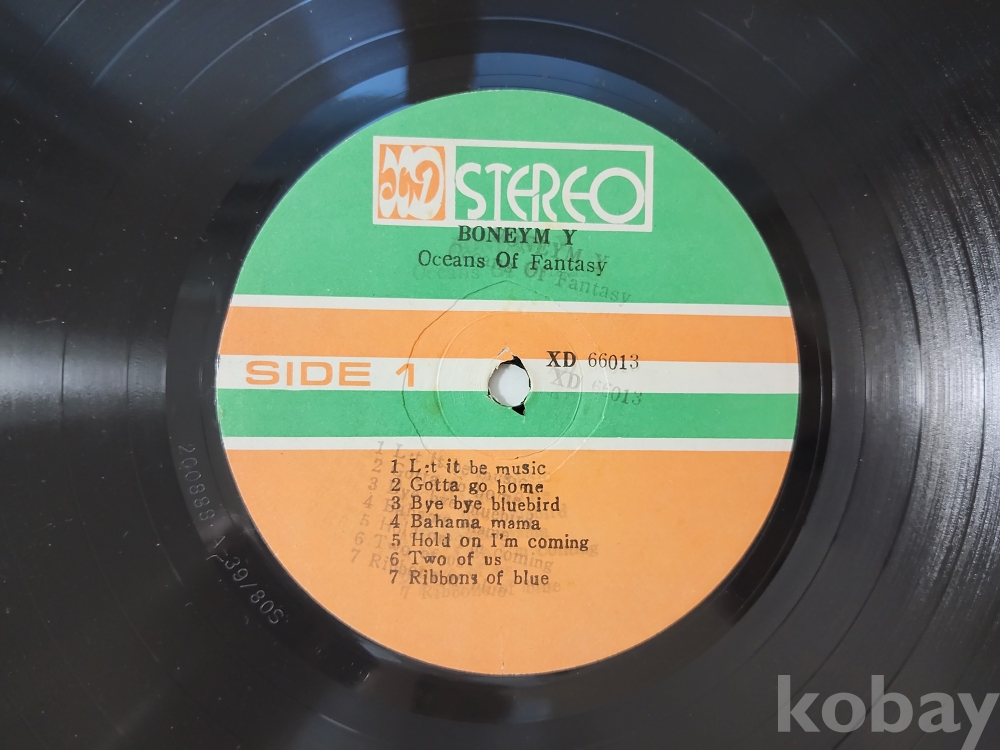 STEREO
BONEYM Y
Oceans Of Fantasy
SIDE 1
XD 66013
1 L:t it be music
2 Gotta go home
3 Bye bye bluebird
4 Bahama mama
5 Hold on I'm coming
6 Two of us
7 Ribbons of blue
kobay